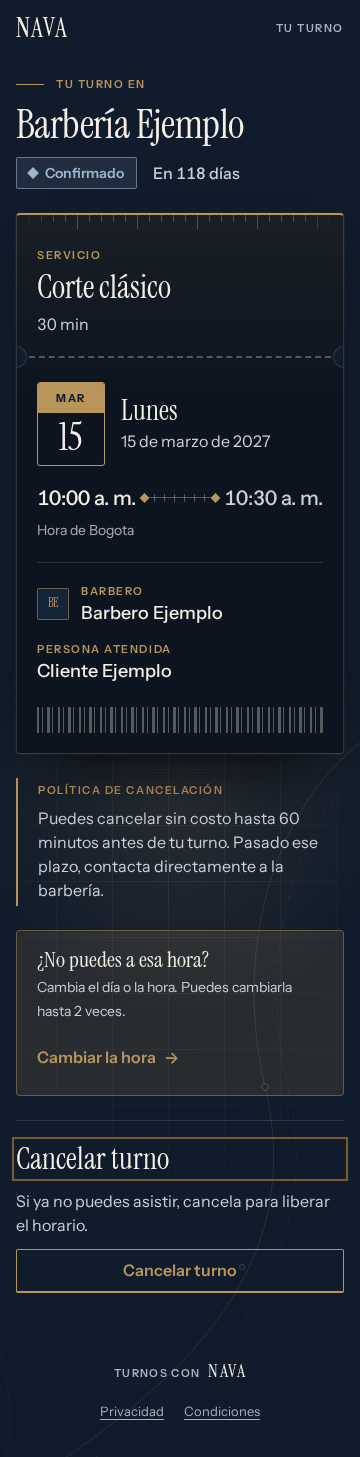 NAVA
TU TURNO
TU TURNO EN
Barbería Ejemplo
Confirmado
En 118 días
SERVICIO
Corte clásico
30 min
MAR
15
Lunes
15 de marzo de 2027
10:00 a. m.
10:30 a. m.
Hora de Bogota
BE
BARBERO
Barbero Ejemplo
PERSONA ATENDIDA
Cliente Ejemplo
POLÍTICA DE CANCELACIÓN
Puedes cancelar sin costo hasta 60
minutos antes de tu turno. Pasado ese
plazo, contacta directamente a la
barbería.
¿No puedes a esa hora?
Cambia el día o la hora. Puedes cambiarla
hasta 2 veces.
Cambiar la hora →
Cancelar turno
Si ya no puedes asistir, cancela para liberar
el horario.
Cancelar turno
TURNOS CON NAVA
Privacidad
Condiciones